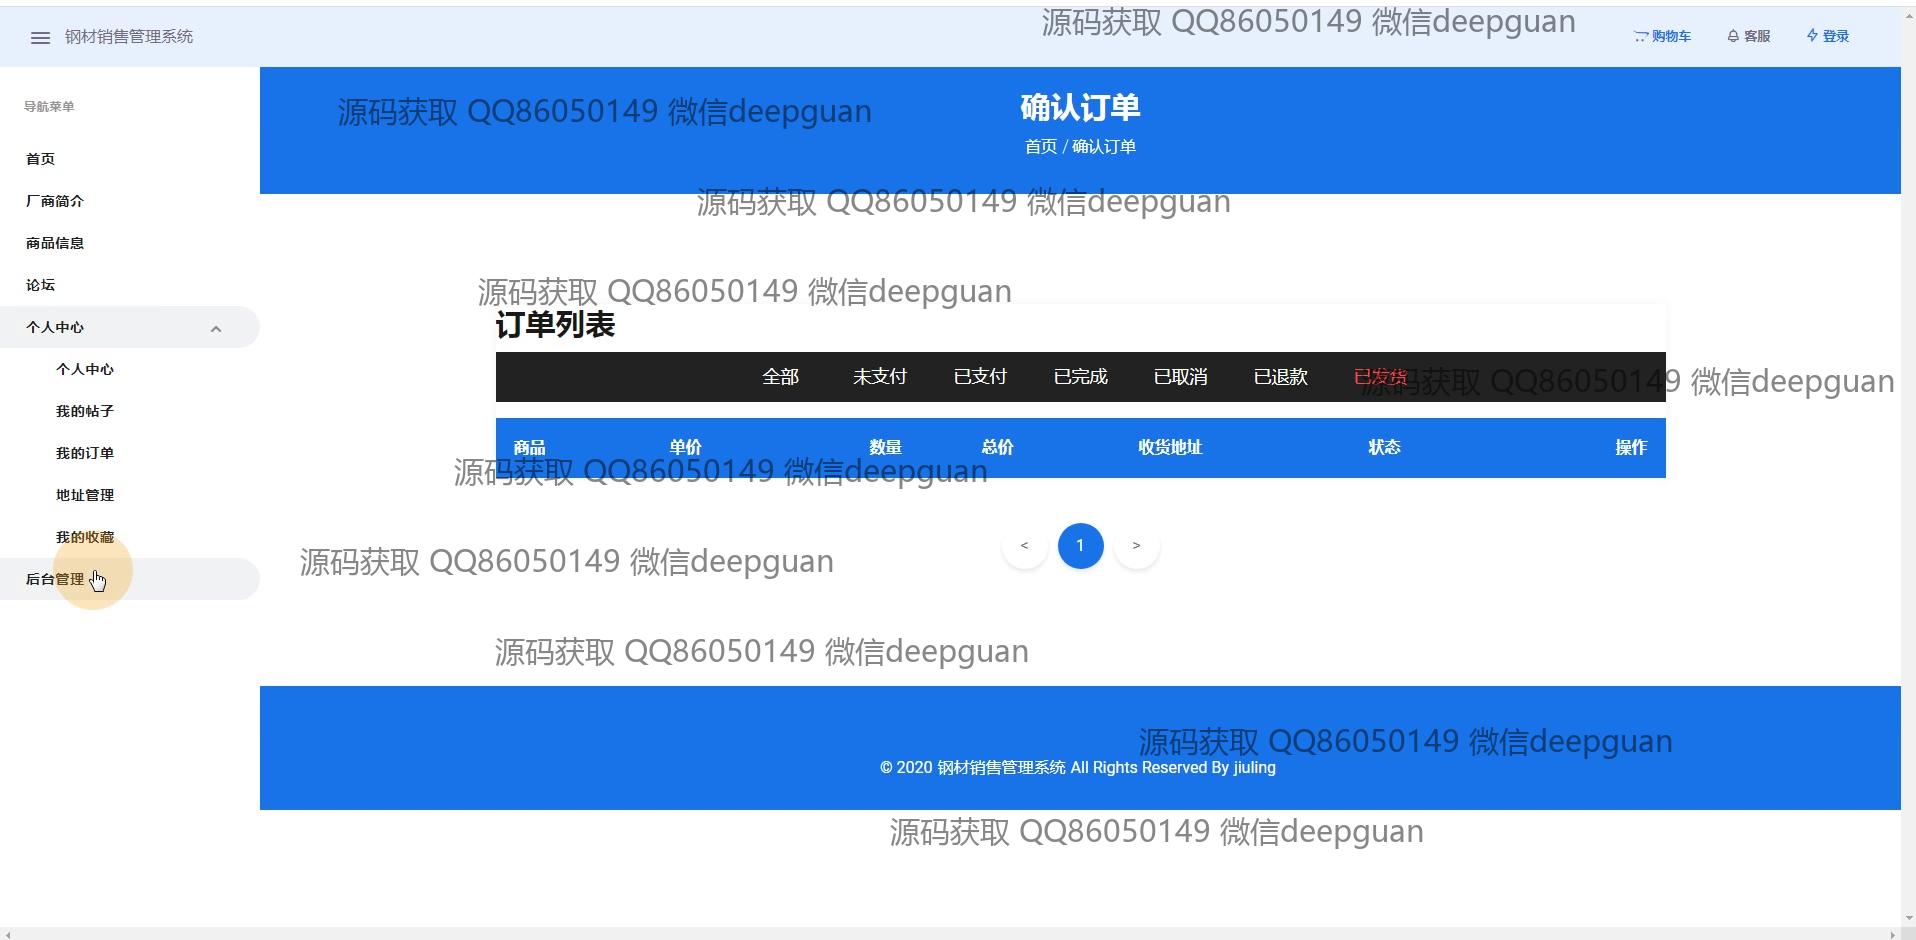 钢材销售管理系统
源码获取 QQ86050149 微信deepguan
购物车 客服 登录
导航菜单
首页
厂商简介
商品信息
论坛
个人中心
个人中心
我的帖子
我的订单
地址管理
我的收藏
后台管理
源码获取 QQ86050149 微信deepguan
确认订单
首页 / 确认订单
源码获取 QQ86050149 微信deepguan
源码获取 QQ86050149 微信deepguan
订单列表
全部 未支付 已支付 已完成 已取消 已退款 已发货
源码获取 QQ86050149 微信deepguan
商品 单价 数量 总价 收货地址 状态 操作
源码获取 QQ86050149 微信deepguan
< 1 >
源码获取 QQ86050149 微信deepguan
源码获取 QQ86050149 微信deepguan
源码获取 QQ86050149 微信deepguan
© 2020 钢材销售管理系统 All Rights Reserved By jiuling
源码获取 QQ86050149 微信deepguan